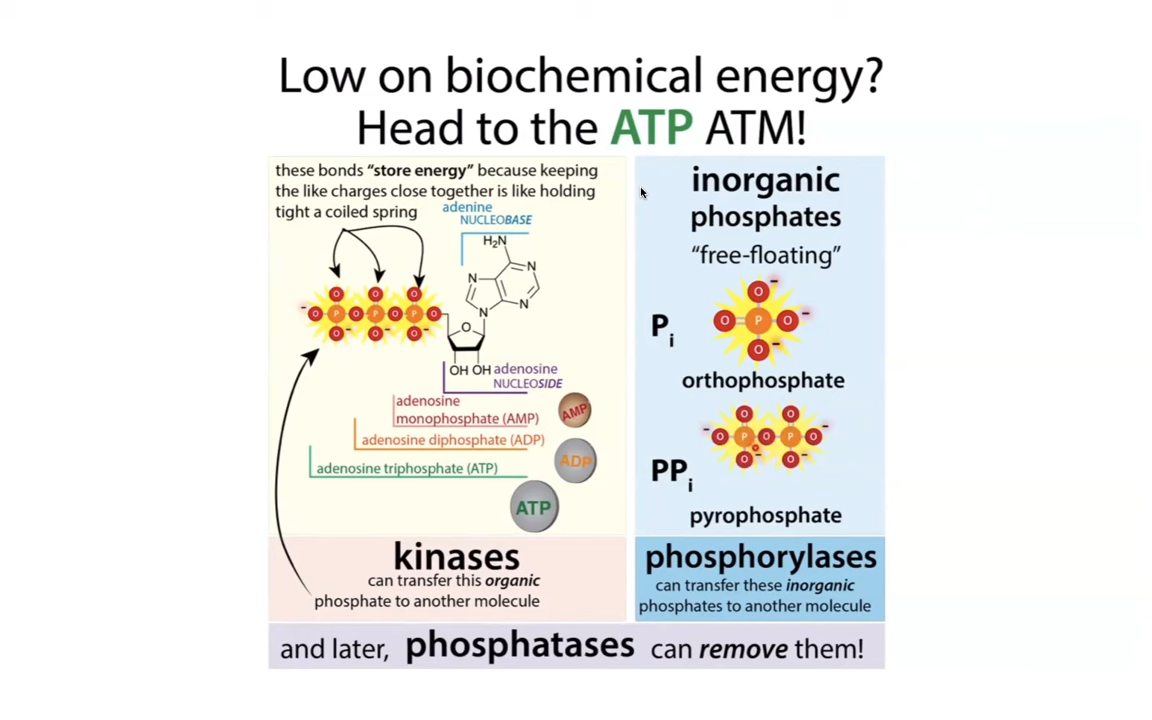 Low on biochemical energy?
Head to the ATP ATM!
these bonds “store energy” because keeping
the like charges close together is like holding
tight a coiled spring
adenine
NUCLEOBASE
H₂N
N
N
N
N
O
OH OH
- O P O P O P O
O O O
O O O
- - -
adenosine
NUCLEOSIDE
adenosine
monophosphate (AMP)
AMP
adenosine diphosphate (ADP)
ADP
adenosine triphosphate (ATP)
ATP
kinases
can transfer this organic
phosphate to another molecule
inorganic
phosphates
“free-floating”
Pi
O -
O P O -
O -
orthophosphate
O O
- O P O P O -
O - O -
PPi
pyrophosphate
phosphorylases
can transfer these inorganic
phosphates to another molecule
and later, phosphatases can remove them!